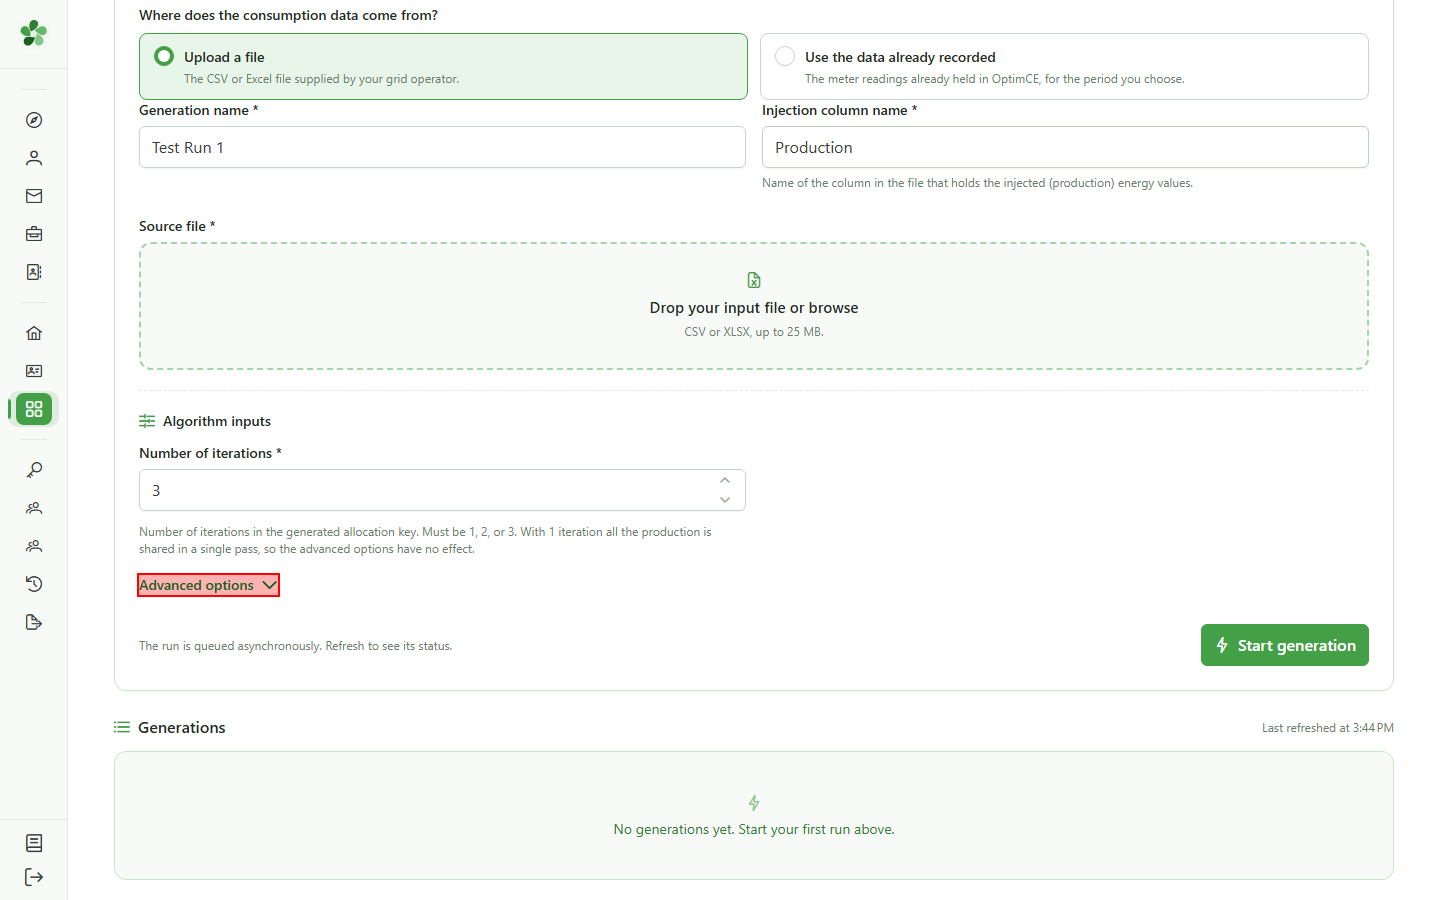 Where does the consumption data come from?
Upload a file
The CSV or Excel file supplied by your grid operator.
Use the data already recorded
The meter readings already held in OptimCE, for the period you choose.
Generation name *
Test Run 1
Injection column name *
Production
Name of the column in the file that holds the injected (production) energy values.
Source file *
Drop your input file or browse
CSV or XLSX, up to 25 MB.
Algorithm inputs
Number of iterations *
3
Number of iterations in the generated allocation key. Must be 1, 2, or 3. With 1 iteration all the production is
shared in a single pass, so the advanced options have no effect.
Advanced options
The run is queued asynchronously. Refresh to see its status.
Start generation
Generations
Last refreshed at 3:44 PM
No generations yet. Start your first run above.